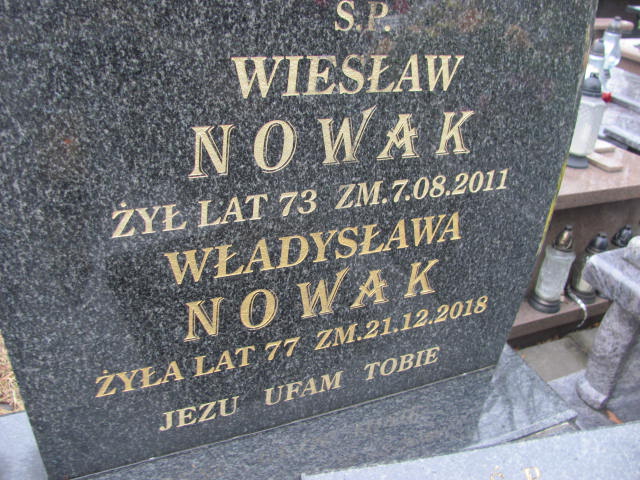 Ś.P.
WIESŁAW
NOWAK
ŻYŁ LAT 73 ZM.7.08.2011
WŁADYSŁAWA
NOWAK
ŻYŁA LAT 77 ZM.21.12.2018
JEZU UFAM TOBIE
Ś.P.